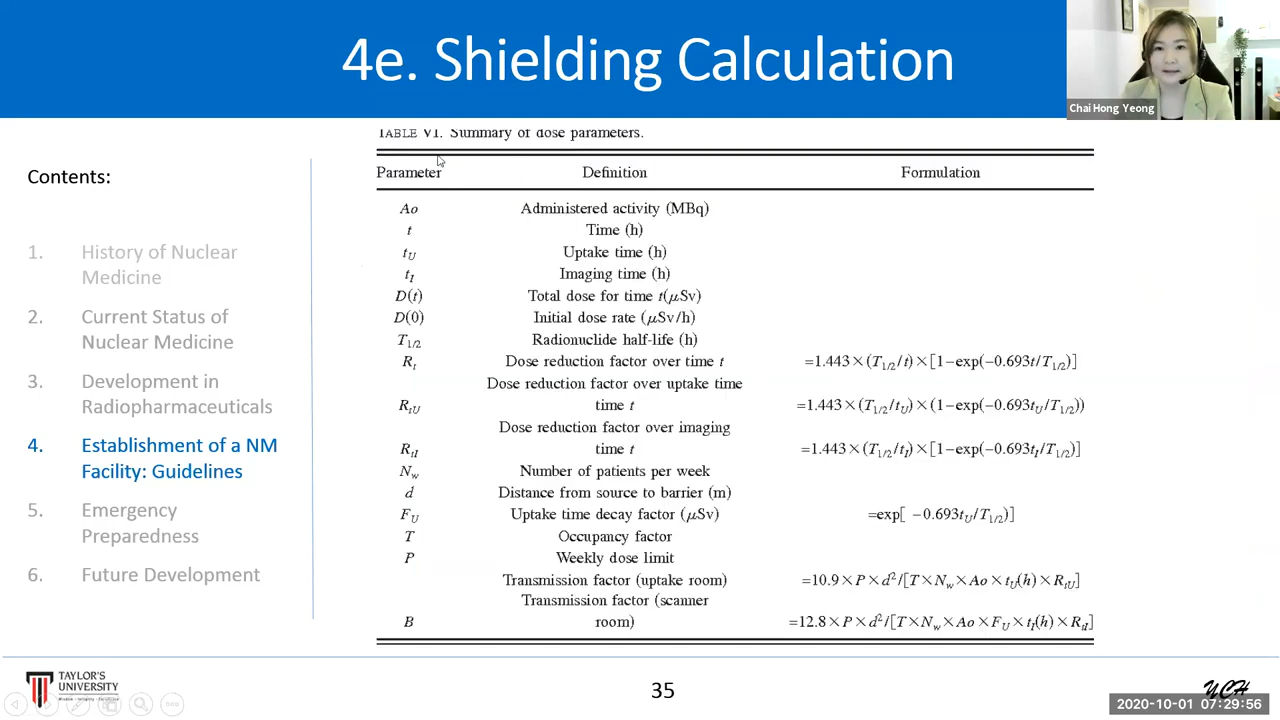 4e. Shielding Calculation
Chai Hong Yeong
Contents:
1. History of Nuclear
Medicine
2. Current Status of
Nuclear Medicine
3. Development in
Radiopharmaceuticals
4. Establishment of a NM
Facility: Guidelines
5. Emergency
Preparedness
6. Future Development
TABLE VI. Summary of dose parameters.
Parameter Definition Formulation
Ao Administered activity (MBq)
t Time (h)
t_U Uptake time (h)
t_I Imaging time (h)
D(t) Total dose for time t(μSv)
D(0) Initial dose rate (μSv/h)
T_1/2 Radionuclide half-life (h)
R_t Dose reduction factor over time t =1.443×(T_1/2/t)×[1−exp(−0.693t/T_1/2)]
Dose reduction factor over uptake time
R_tU time t =1.443×(T_1/2/t_U)×(1−exp(−0.693t_U/T_1/2))
Dose reduction factor over imaging
R_tI time t =1.443×(T_1/2/t_I)×[1−exp(−0.693t_I/T_1/2)]
N_w Number of patients per week
d Distance from source to barrier (m)
F_U Uptake time decay factor (μSv) =exp[ −0.693t_U/T_1/2)]
T Occupancy factor
P Weekly dose limit
Transmission factor (uptake room) =10.9×P×d²/[T×N_w×Ao×t_U(h)×R_tU]
Transmission factor (scanner
B room) =12.8×P×d²/[T×N_w×Ao×F_U×t_I(h)×R_tI]
TAYLOR'S
UNIVERSITY
35
YCH
2020-10-01 07:29:56